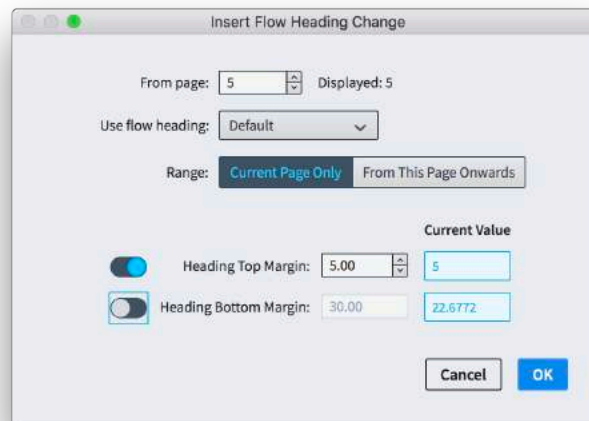 Insert Flow Heading Change
From page: 5 Displayed: 5
Use flow heading: Default
Range: Current Page Only From This Page Onwards
Current Value
Heading Top Margin: 5.00 5
Heading Bottom Margin: 30.00 22.6772
Cancel OK